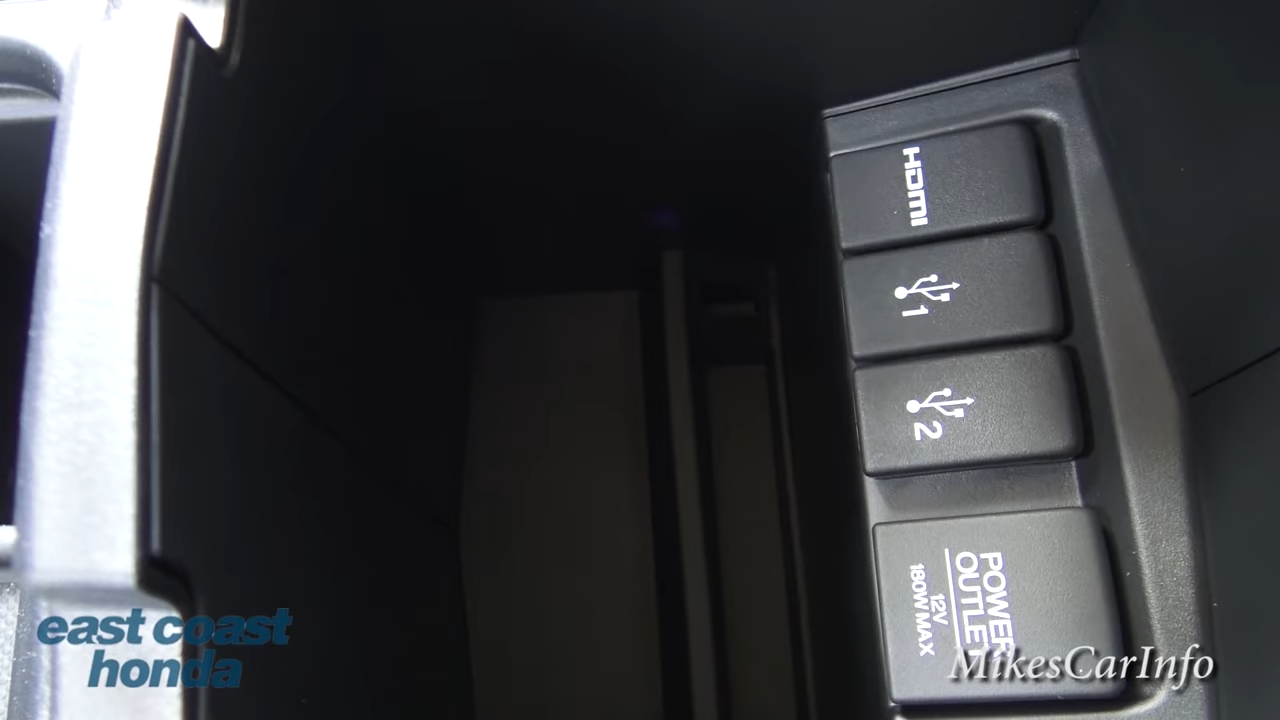 HDMI
1
2
POWER
OUTLET
12V
180W MAX
east coast
honda
MikesCarInfo